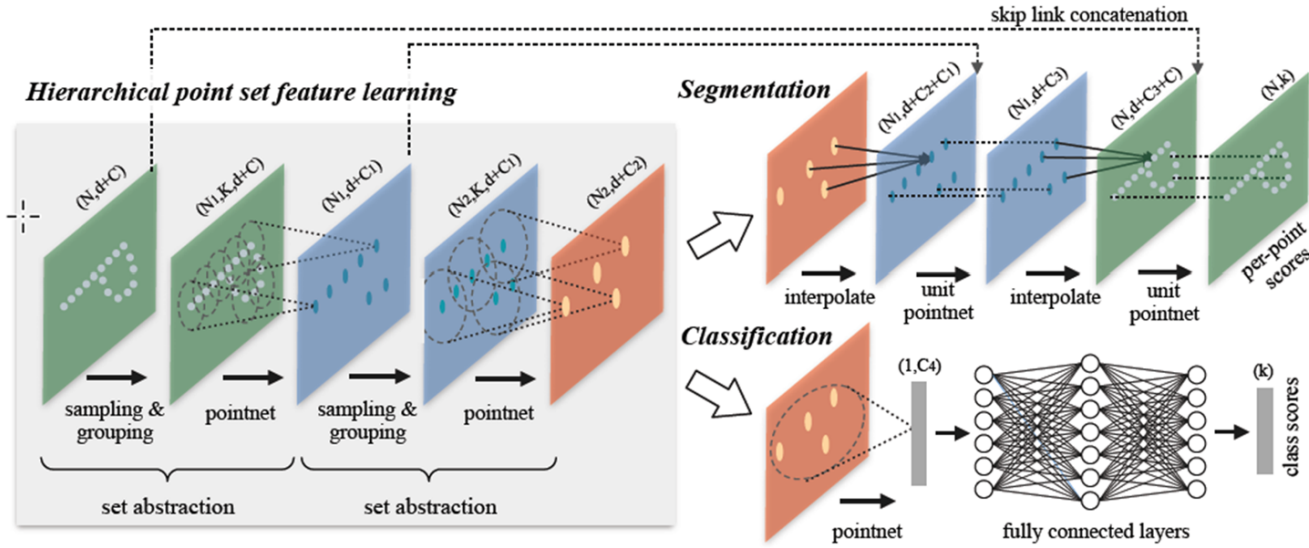 skip link concatenation
Hierarchical point set feature learning
(N,d+C)
(N1,K,d+C)
(N1,d+C1)
(N2,K,d+C1)
(N2,d+C2)
sampling &
grouping
pointnet
sampling &
grouping
pointnet
set abstraction
set abstraction
Segmentation
(N1,d+C2+C1)
(N1,d+C3)
(N,d+C3+C)
(N,k)
interpolate
unit
pointnet
interpolate
unit
pointnet
per-point
scores
Classification
(1,C4)
(k)
class scores
pointnet
fully connected layers